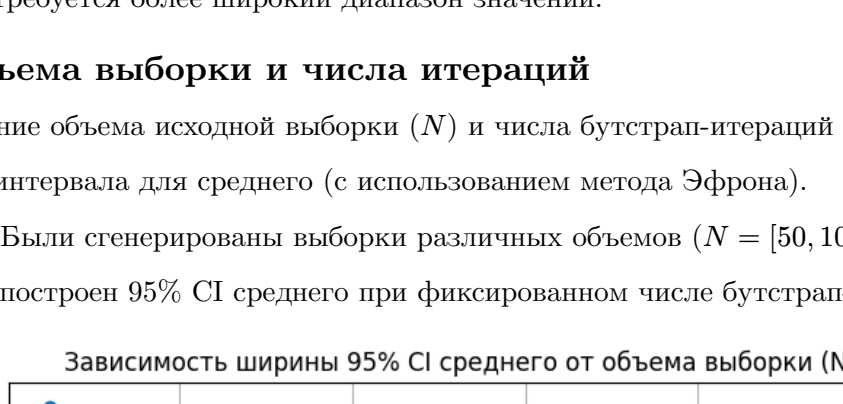 требуется более широкий диапазон значений.
ъема выборки и числа итераций
ние объема исходной выборки (N) и числа бутстрап-итераций
интервала для среднего (с использованием метода Эфрона).
Были сгенерированы выборки различных объемов (N = [50, 10
построен 95% CI среднего при фиксированном числе бутстрап-
Зависимость ширины 95% CI среднего от объема выборки (N